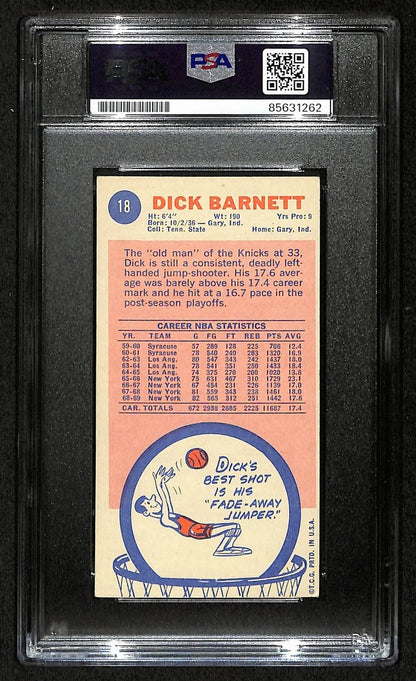 PSA
85631262
18
DICK BARNETT
Ht: 6'4" Wt: 190 Yrs Pro: 9
Born: 10/2/36 — Gary, Ind.
Coll: Tenn. State Home: Gary, Ind.
The "old man" of the Knicks at 33,
Dick is still a consistent, deadly left-
handed jump-shooter. His 17.6 aver-
age was barely above his 17.4 career
mark and he hit at a 16.7 pace in the
post-season playoffs.
CAREER NBA STATISTICS
YR. TEAM G FG FT REB PTS AVG
59-60 Syracuse 57 289 128 225 706 12.4
60-61 Syracuse 78 540 240 283 1320 16.9
62-63 Los Ang. 80 547 343 242 1437 18.0
63-64 Los Ang. 78 541 351 250 1433 18.4
64-65 Los Ang. 74 375 270 200 1020 13.8
65-66 New York 75 631 467 310 1729 23.1
66-67 New York 67 454 231 226 1139 17.0
67-68 New York 81 559 343 238 1461 18.0
68-69 New York 82 565 312 251 1442 17.6
CAR. TOTALS 672 2938 2685 2225 11687 17.4
DICK'S
BEST SHOT
IS HIS
"FADE-AWAY
JUMPER."
©T.C.G. PRTD. IN U.S.A.